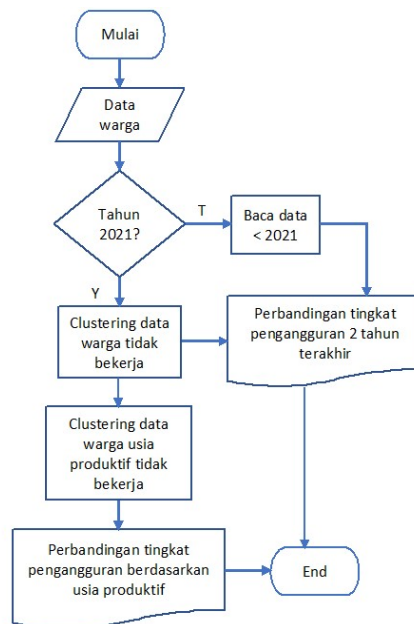 Mulai
Data
warga
Tahun
2021?
T
Baca data
< 2021
Y
Clustering data
warga tidak
bekerja
Perbandingan tingkat
pengangguran 2 tahun
terakhir
Clustering data
warga usia
produktif tidak
bekerja
Perbandingan tingkat
pengangguran berdasarkan
usia produktif
End